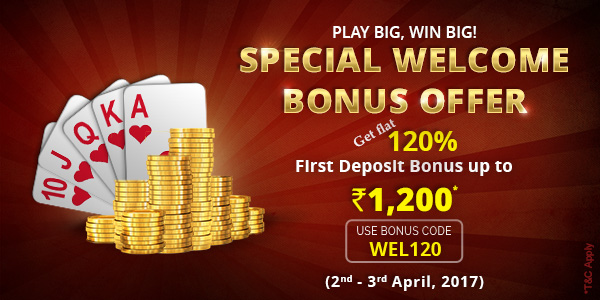 PLAY BIG, WIN BIG!
SPECIAL WELCOME
BONUS OFFER
Get flat
120%
First Deposit Bonus up to
₹1,200*
USE BONUS CODE
WEL120
(2nd - 3rd April, 2017)
*T&C Apply
10 J Q K A